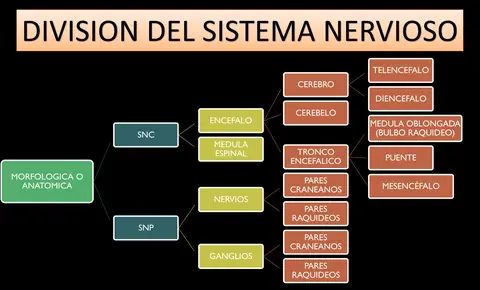 DIVISION DEL SISTEMA NERVIOSO
MORFOLOGICA O
ANATOMICA
SNC
ENCEFALO
CEREBRO
TELENCEFALO
DIENCEFALO
CEREBELO
TRONCO
ENCEFALICO
MEDULA OBLONGADA
(BULBO RAQUIDEO)
PUENTE
MESENCÉFALO
MEDULA
ESPINAL
SNP
NERVIOS
PARES
CRANEANOS
PARES
RAQUIDEOS
GANGLIOS
PARES
CRANEANOS
PARES
RAQUIDEOS